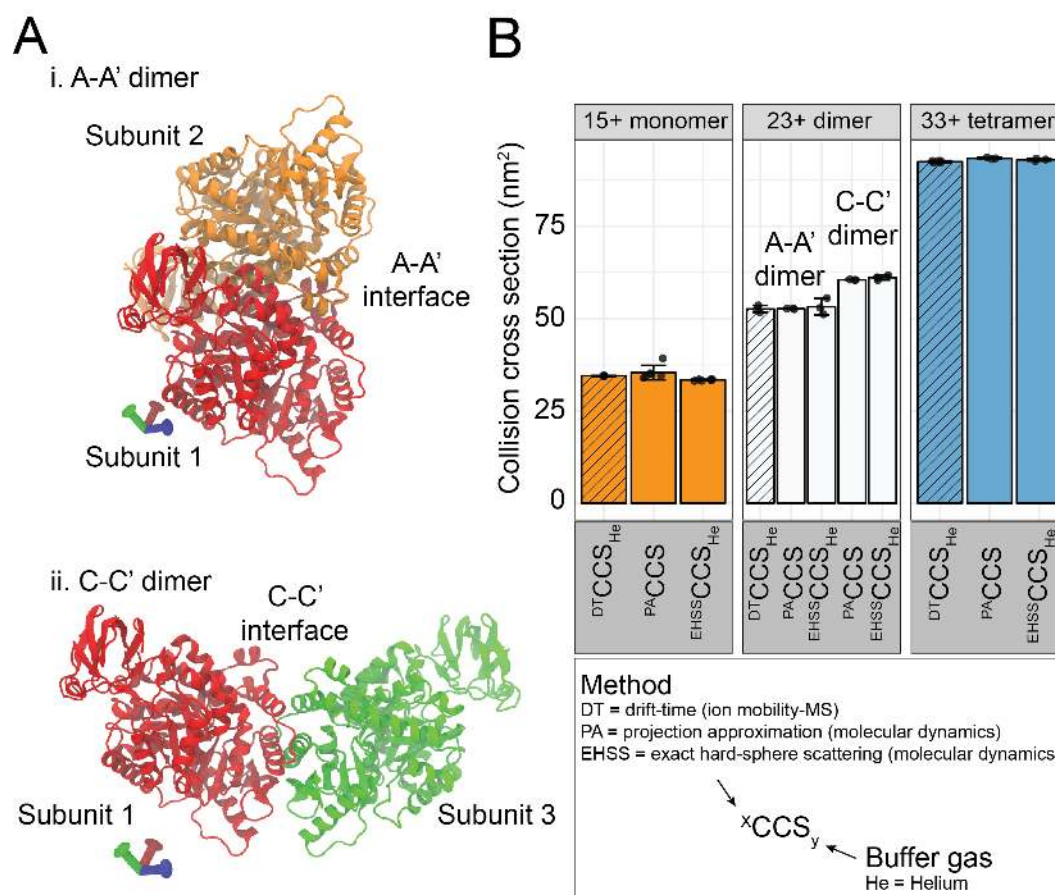 A
i. A-A' dimer
Subunit 2
A-A'
interface
Subunit 1
ii. C-C' dimer
C-C'
interface
Subunit 1
Subunit 3
B
15+ monomer
23+ dimer
33+ tetramer
Collision cross section (nm²)
75
50
25
0
A-A'
dimer
C-C'
dimer
DTCCSHe
PACCS
EHSSCCSHe
DTCCSHe
PACCS
EHSSCCSHe
PACCS
EHSSCCSHe
DTCCSHe
PACCS
EHSSCCSHe
Method
DT = drift-time (ion mobility-MS)
PA = projection approximation (molecular dynamics)
EHSS = exact hard-sphere scattering (molecular dynamics
xCCSy
Buffer gas
He = Helium